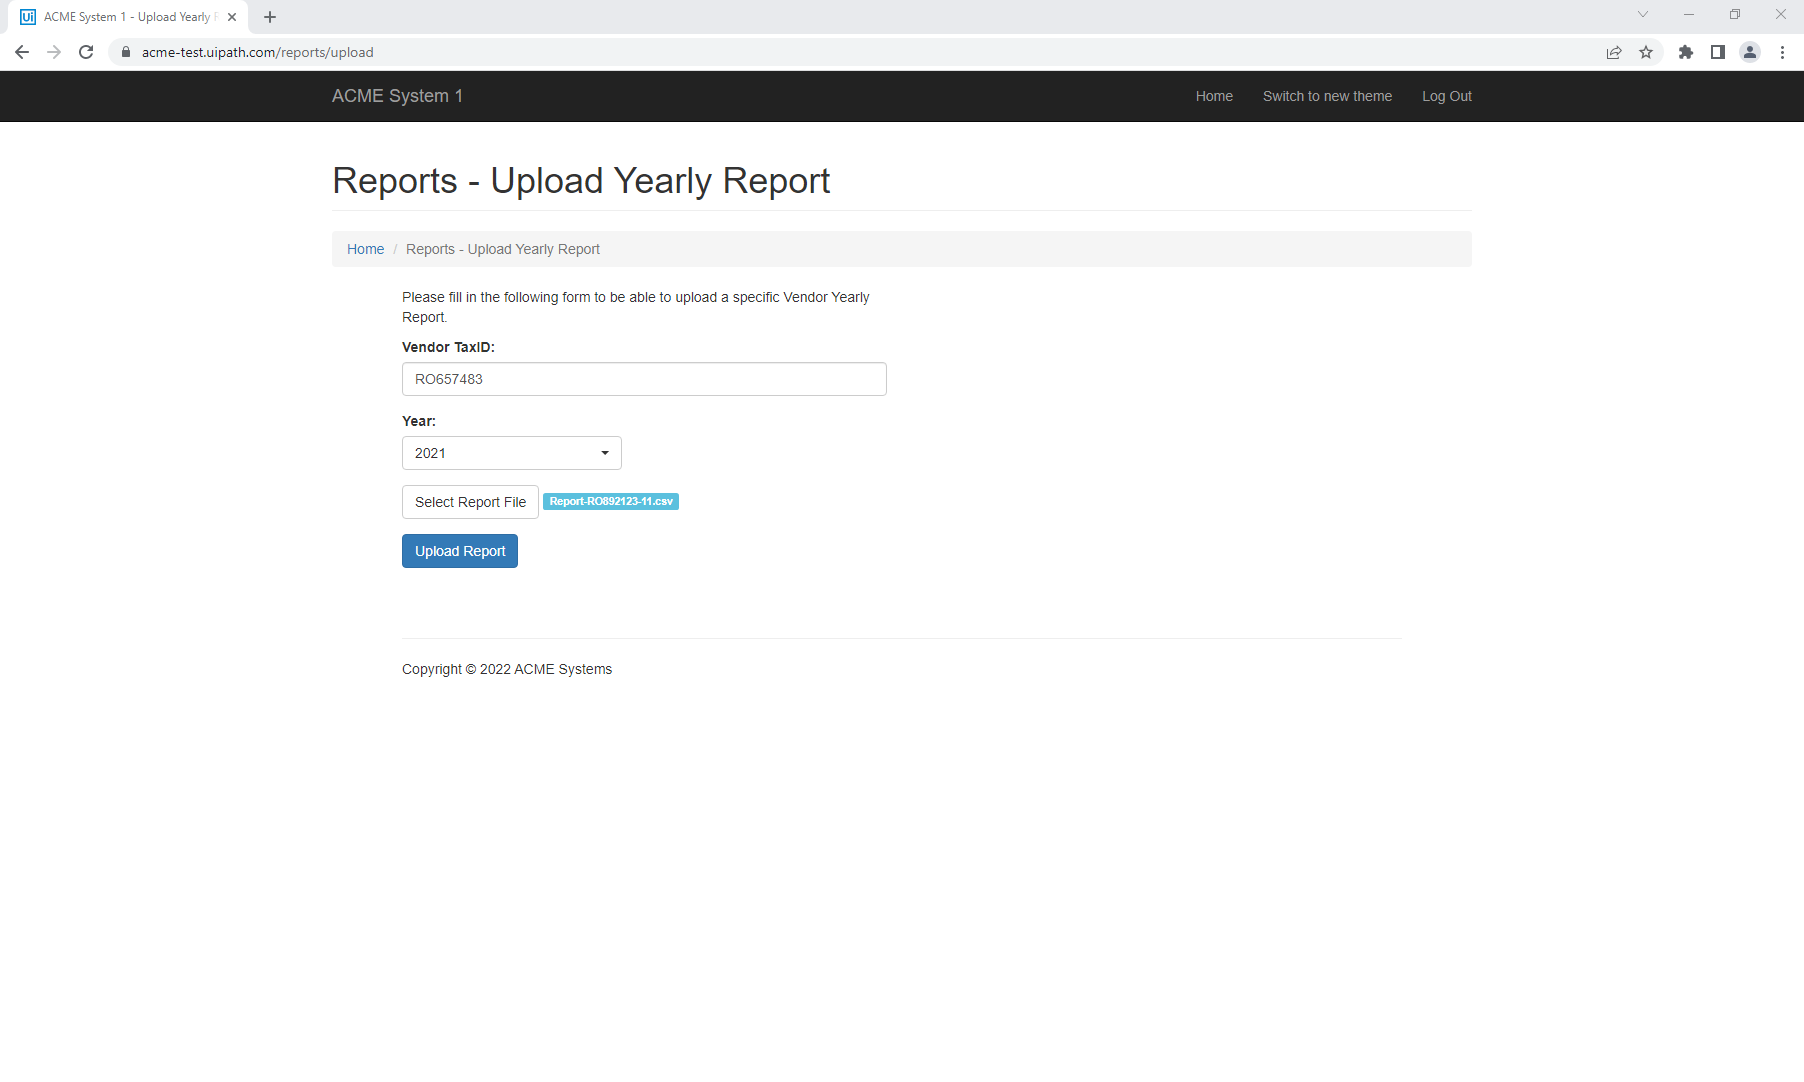 ACME System 1 - Upload Yearly
acme-test.uipath.com/reports/upload
ACME System 1
Home
Switch to new theme
Log Out
Reports - Upload Yearly Report
Home / Reports - Upload Yearly Report
Please fill in the following form to be able to upload a specific Vendor Yearly
Report.
Vendor TaxID:
RO657483
Year:
2021
Select Report File
Report-RO892123-11.csv
Upload Report
Copyright © 2022 ACME Systems